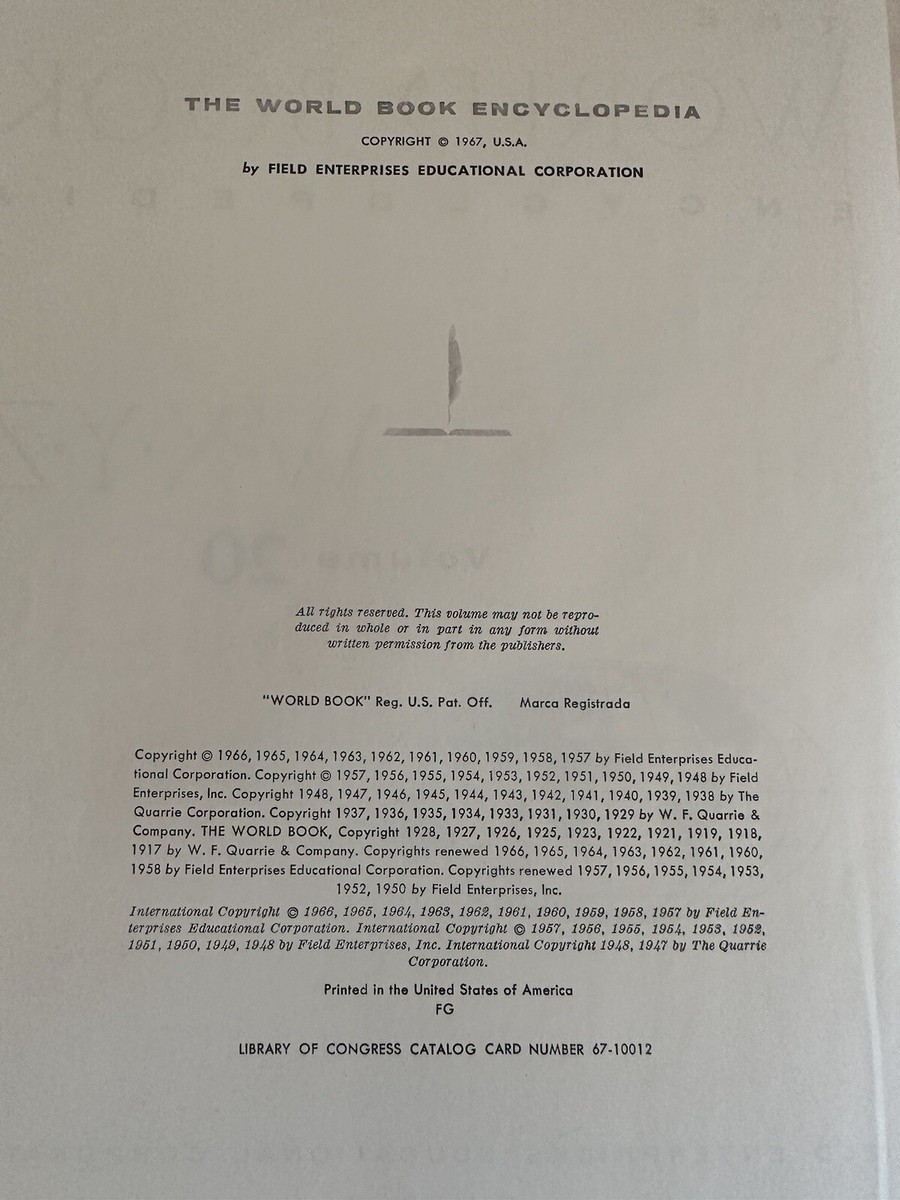 THE WORLD BOOK ENCYCLOPEDIA
COPYRIGHT © 1967, U.S.A.
by FIELD ENTERPRISES EDUCATIONAL CORPORATION
All rights reserved. This volume may not be repro-
duced in whole or in part in any form without
written permission from the publishers.
"WORLD BOOK" Reg. U.S. Pat. Off. Marca Registrada
Copyright © 1966, 1965, 1964, 1963, 1962, 1961, 1960, 1959, 1958, 1957 by Field Enterprises Educa-
tional Corporation. Copyright © 1957, 1956, 1955, 1954, 1953, 1952, 1951, 1950, 1949, 1948 by Field
Enterprises, Inc. Copyright 1948, 1947, 1946, 1945, 1944, 1943, 1942, 1941, 1940, 1939, 1938 by The
Quarrie Corporation. Copyright 1937, 1936, 1935, 1934, 1933, 1931, 1930, 1929 by W. F. Quarrie &
Company. THE WORLD BOOK, Copyright 1928, 1927, 1926, 1925, 1923, 1922, 1921, 1919, 1918,
1917 by W. F. Quarrie & Company. Copyrights renewed 1966, 1965, 1964, 1963, 1962, 1961, 1960,
1958 by Field Enterprises Educational Corporation. Copyrights renewed 1957, 1956, 1955, 1954, 1953,
1952, 1950 by Field Enterprises, Inc.
International Copyright © 1966, 1965, 1964, 1963, 1962, 1961, 1960, 1959, 1958, 1957 by Field En-
terprises Educational Corporation. International Copyright © 1957, 1956, 1955, 1954, 1953, 1952,
1951, 1950, 1949, 1948 by Field Enterprises, Inc. International Copyright 1948, 1947 by The Quarrie
Corporation.
Printed in the United States of America
FG
LIBRARY OF CONGRESS CATALOG CARD NUMBER 67-10012